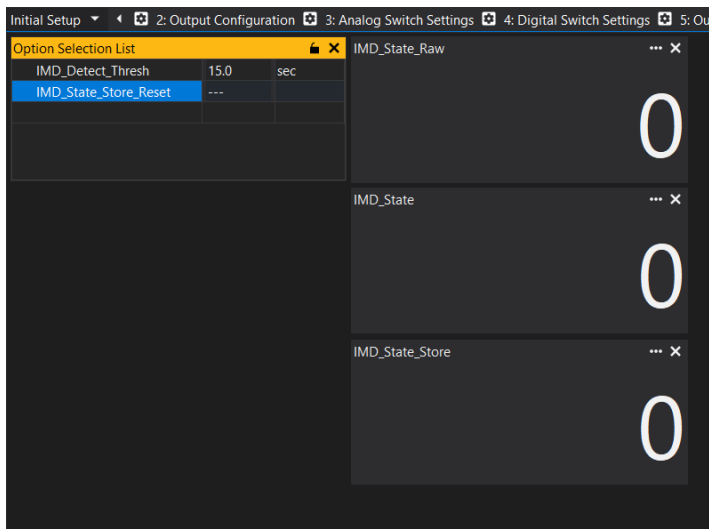 Initial Setup 2: Output Configuration 3: Analog Switch Settings 4: Digital Switch Settings 5: Ou
Option Selection List
IMD_Detect_Thresh 15.0 sec
IMD_State_Store_Reset ---
IMD_State_Raw
0
IMD_State
0
IMD_State_Store
0